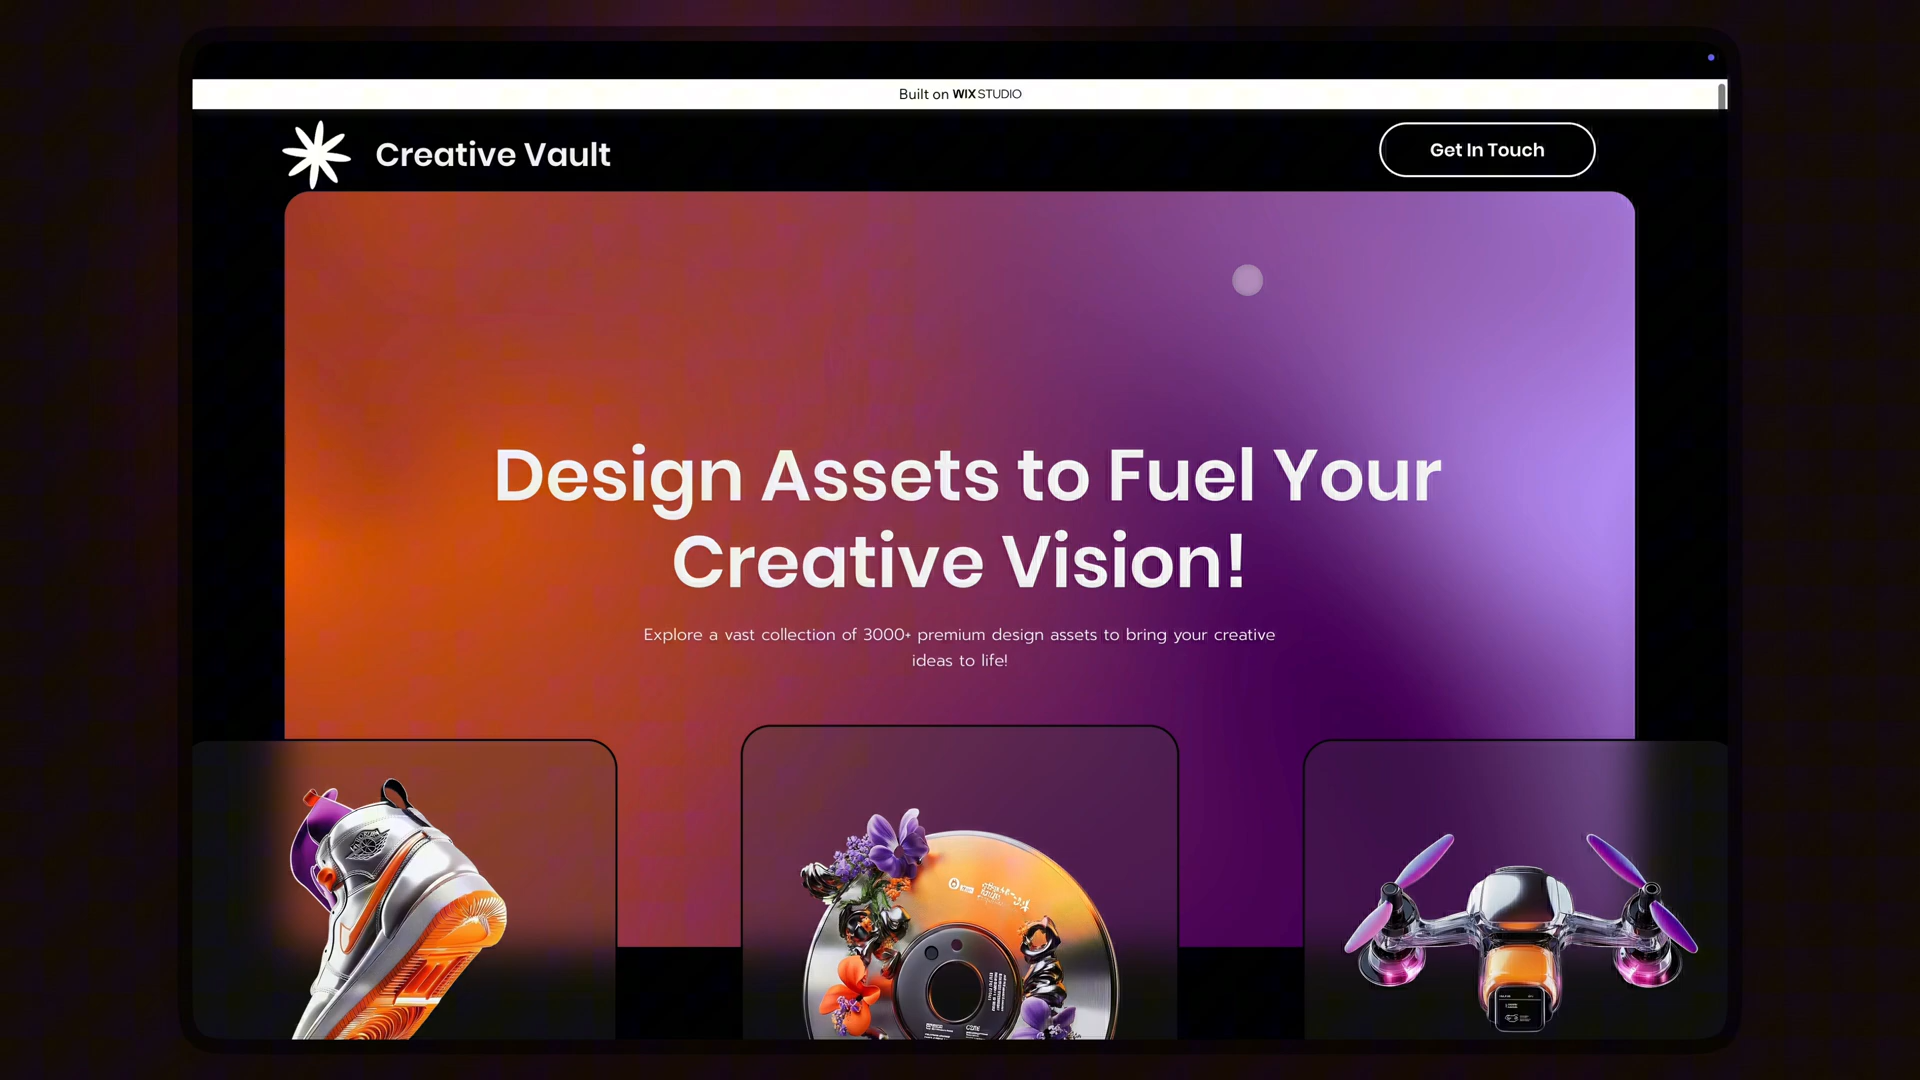 Built on WIX STUDIO
Creative Vault
Get In Touch
Design Assets to Fuel Your
Creative Vision!
Explore a vast collection of 3000+ premium design assets to bring your creative
ideas to life!